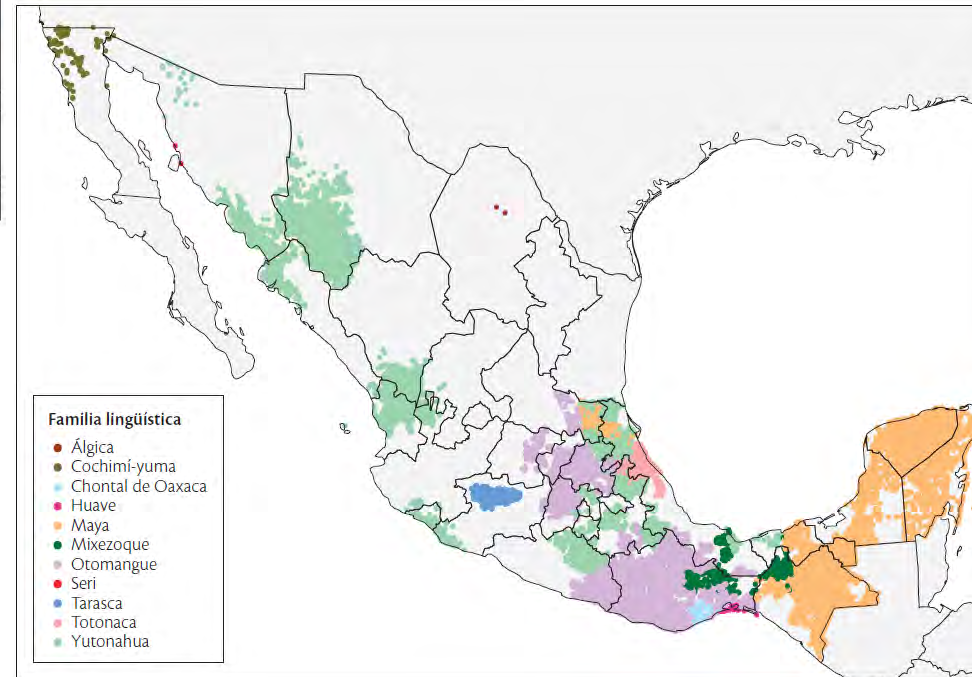 Familia lingüística
Álgica
Cochimí-yuma
Chontal de Oaxaca
Huave
Maya
Mixezoque
Otomangue
Seri
Tarasca
Totonaca
Yutonahua